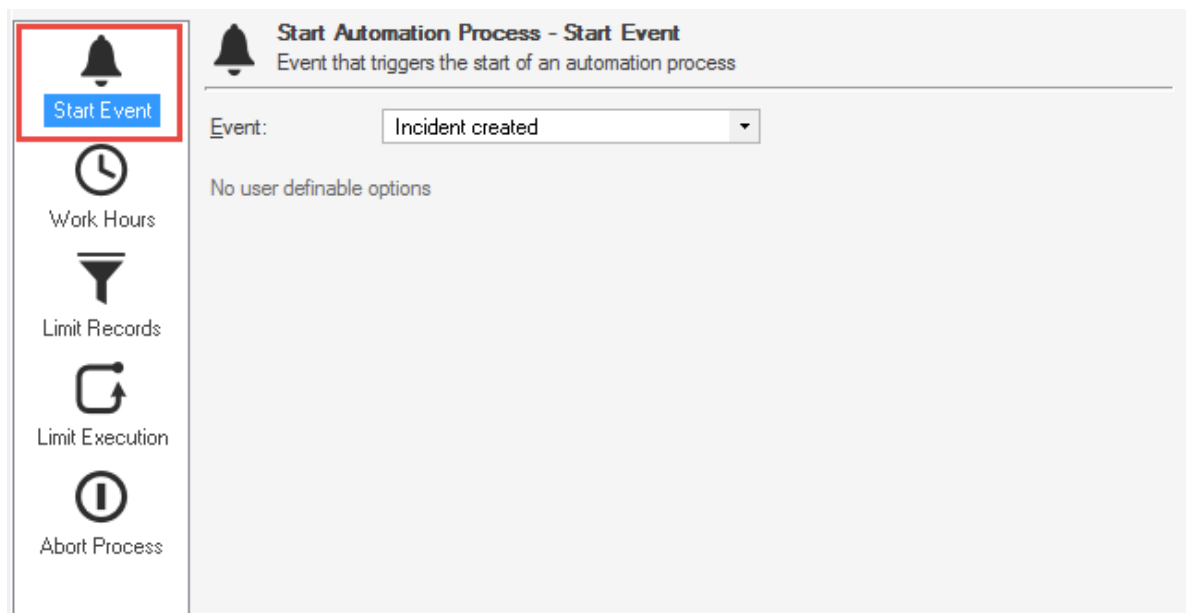 Start Event
Work Hours
Limit Records
Limit Execution
Abort Process
Start Automation Process - Start Event
Event that triggers the start of an automation process
Event: Incident created
No user definable options